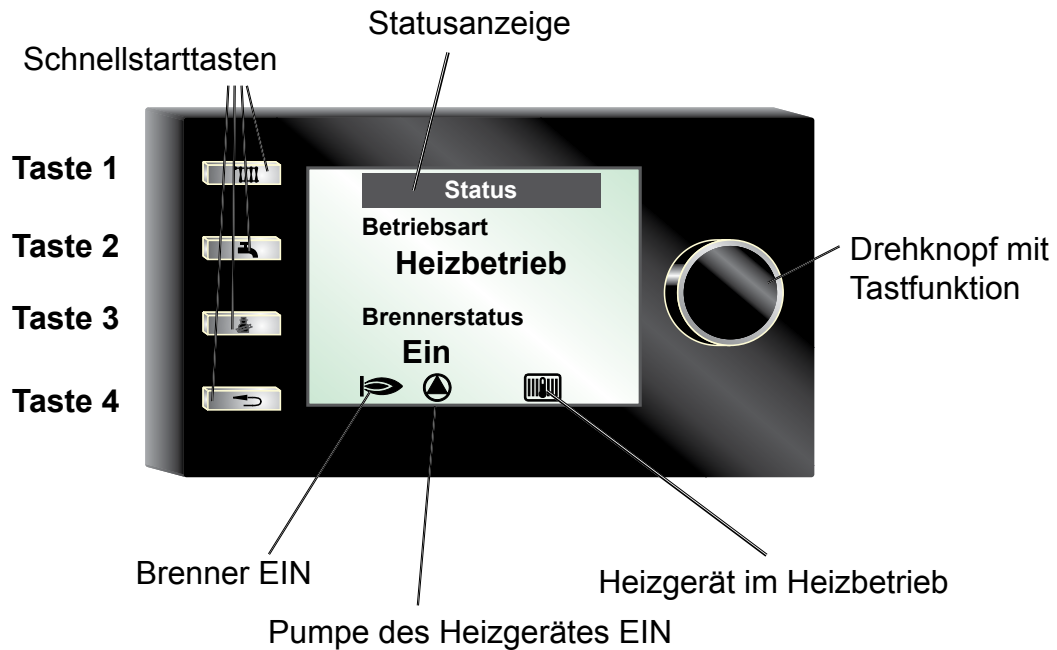 Statusanzeige
Schnellstarttasten
Taste 1
Taste 2
Taste 3
Taste 4
Status
Betriebsart
Heizbetrieb
Brennerstatus
Ein
Drehknopf mit
Tastfunktion
Brenner EIN
Heizgerät im Heizbetrieb
Pumpe des Heizgerätes EIN